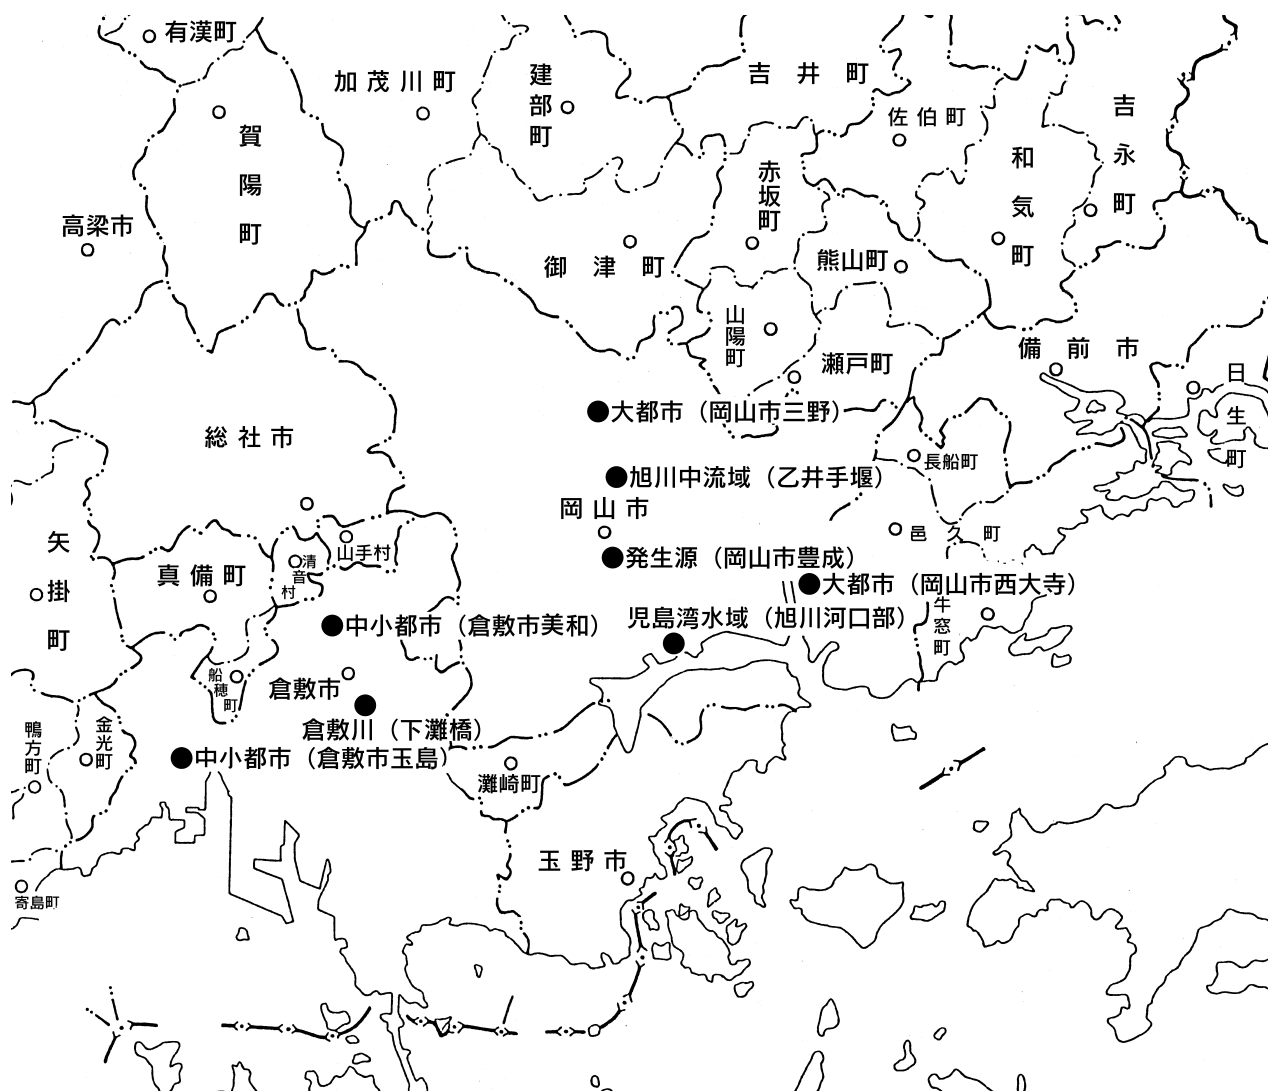 有漢町
加茂川町
建部町
吉井町
佐伯町
吉永町
賀陽町
赤坂町
和気町
高梁市
御津町
熊山町
山陽町
瀬戸町
備前市
日生町
大都市（岡山市三野）
総社市
長船町
旭川中流域（乙井手堰）
岡山市
邑久町
矢掛町
真備町
清音村
山手村
発生源（岡山市豊成）
大都市（岡山市西大寺）
牛窓町
中小都市（倉敷市美和）
児島湾水域（旭川河口部）
船穂町
倉敷市
倉敷川（下灘橋）
鴨方町
金光町
中小都市（倉敷市玉島）
灘崎町
玉野市
寄島町